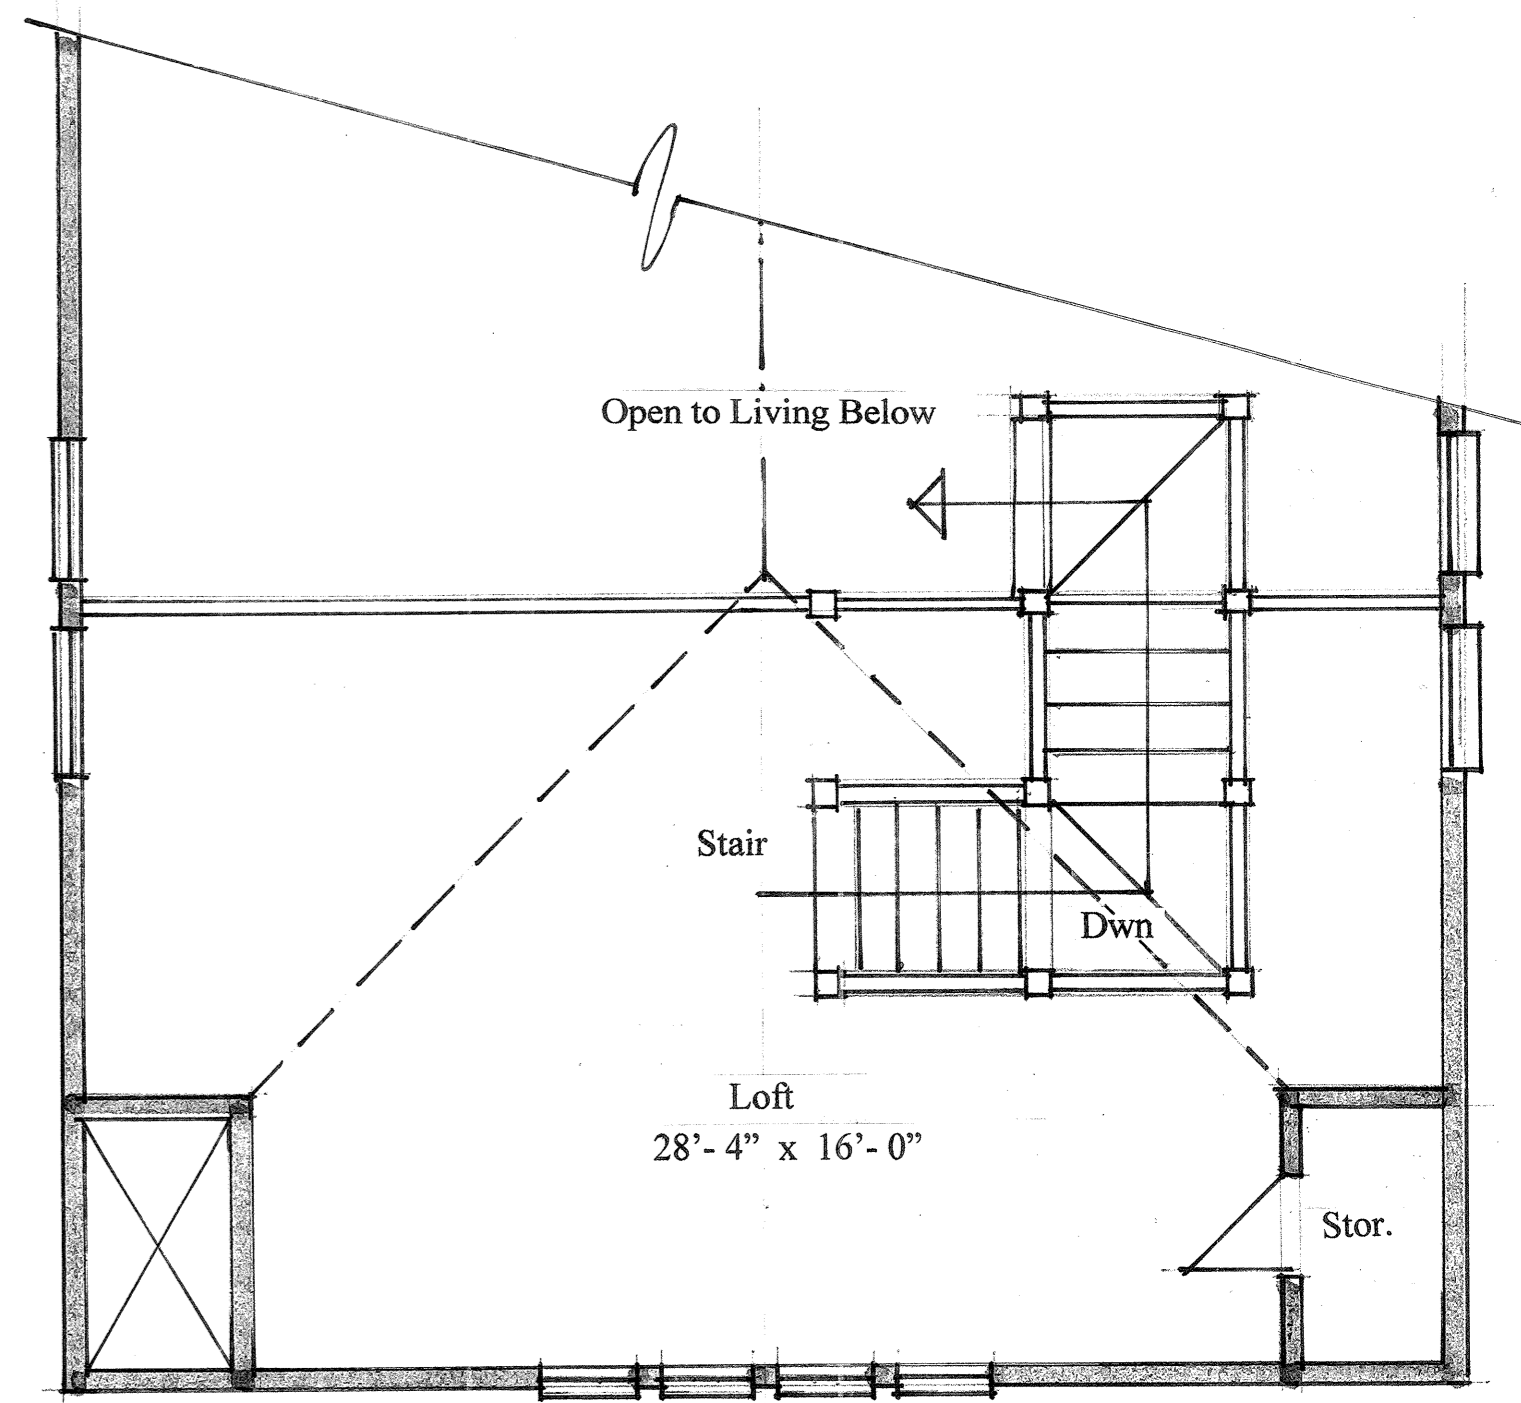 Open to Living Below
Stair
Dwn
Loft
28’- 4” x 16’- 0”
Stor.